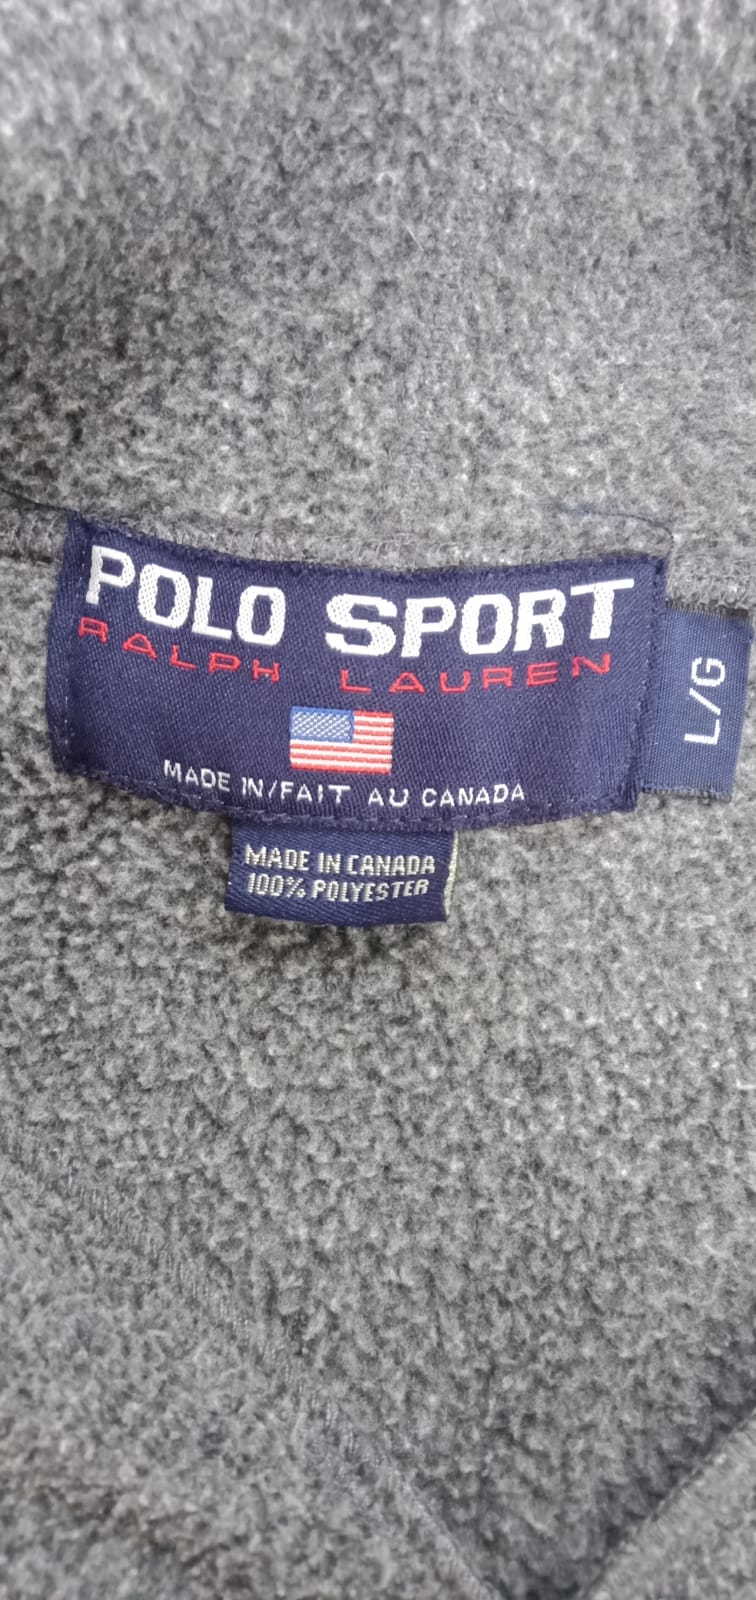 POLO SPORT
RALPH LAUREN
L/G
MADE IN/FAIT AU CANADA
MADE IN CANADA
100% POLYESTER